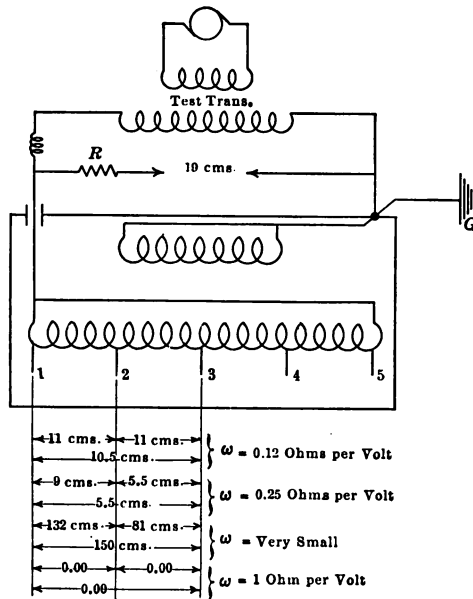 Test Trans.
R
19 cms.
G
1 2 3 4 5
11 cms. 11 cms.
10.5 cms.
ω = 0.12 Ohms per Volt
9 cms. 5.5 cms.
5.5 cms.
ω = 0.25 Ohms per Volt
132 cms. 81 cms.
150 cms.
ω = Very Small
0.00 0.00
0.00
ω = 1 Ohm per Volt